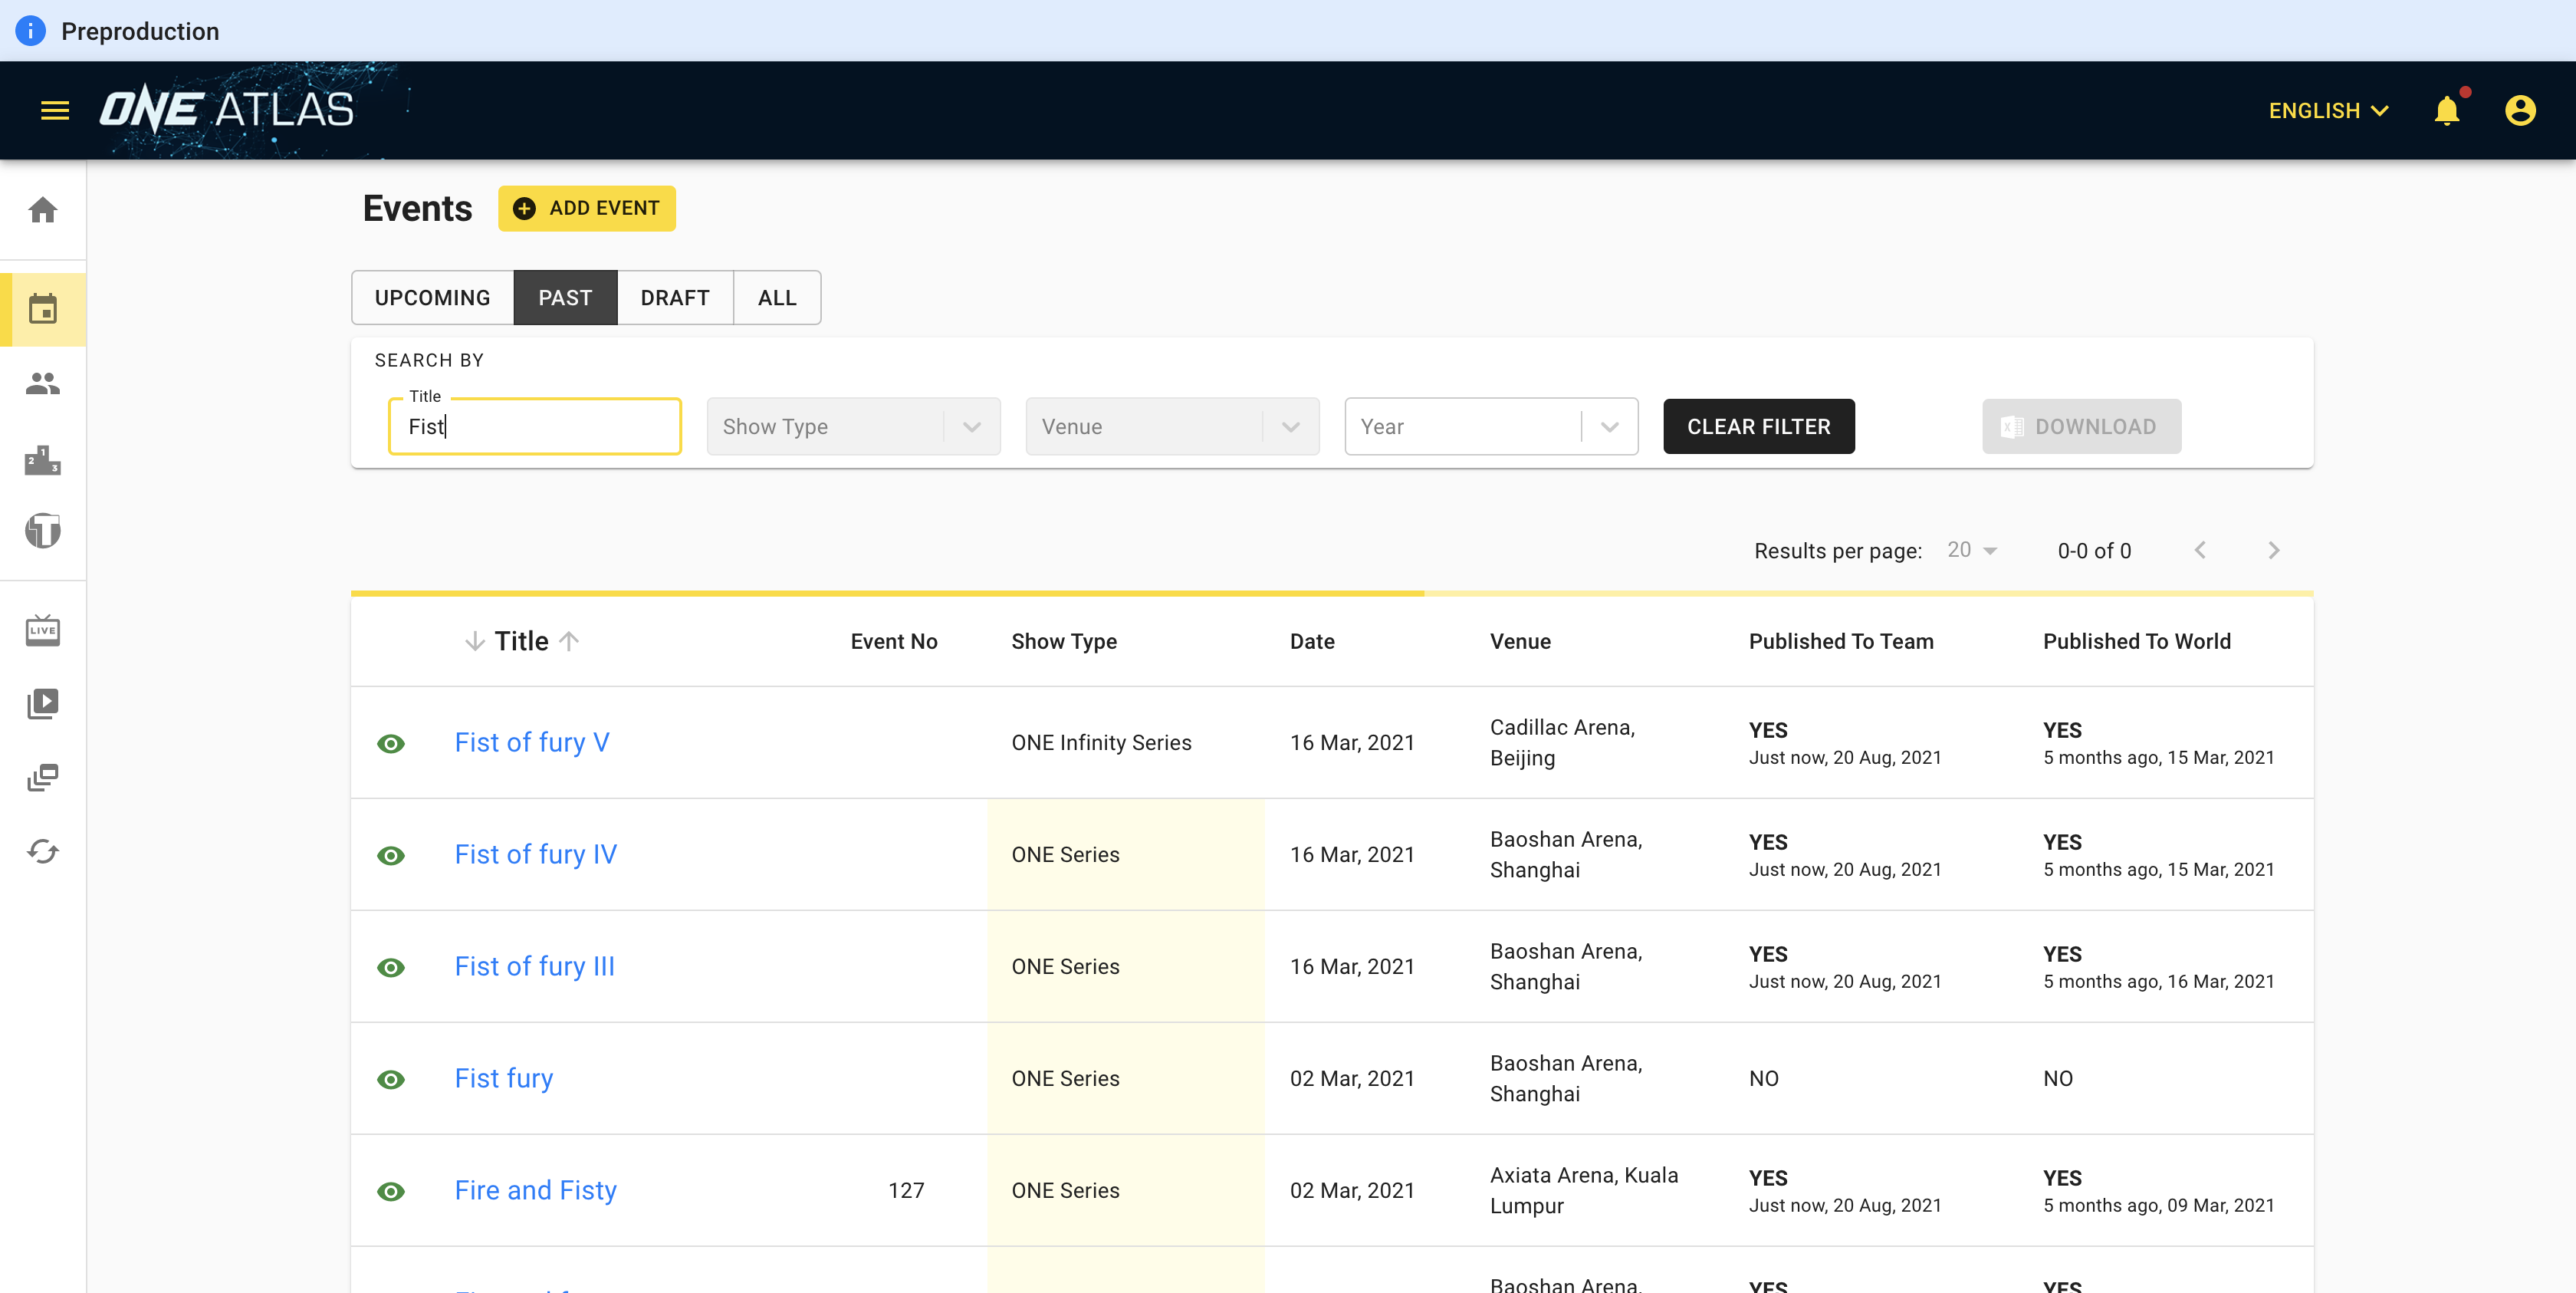 Preproduction
ONE ATLAS
ENGLISH
Events
ADD EVENT
UPCOMING PAST DRAFT ALL
SEARCH BY
Title
Fist
Show Type
Venue
Year
CLEAR FILTER
DOWNLOAD
Results per page: 20 0-0 of 0
Title Event No Show Type Date Venue Published To Team Published To World
Fist of fury V ONE Infinity Series 16 Mar, 2021 Cadillac Arena, Beijing YES Just now, 20 Aug, 2021 YES 5 months ago, 15 Mar, 2021
Fist of fury IV ONE Series 16 Mar, 2021 Baoshan Arena, Shanghai YES Just now, 20 Aug, 2021 YES 5 months ago, 15 Mar, 2021
Fist of fury III ONE Series 16 Mar, 2021 Baoshan Arena, Shanghai YES Just now, 20 Aug, 2021 YES 5 months ago, 16 Mar, 2021
Fist fury ONE Series 02 Mar, 2021 Baoshan Arena, Shanghai NO NO
Fire and Fisty 127 ONE Series 02 Mar, 2021 Axiata Arena, Kuala Lumpur YES Just now, 20 Aug, 2021 YES 5 months ago, 09 Mar, 2021
Baoshan Arena, YES YES
LIVE